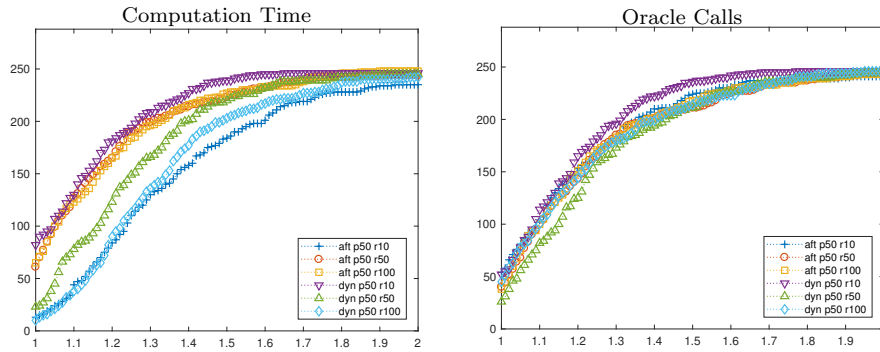 Computation Time
250
200
150
100
50
0
1 1.1 1.2 1.3 1.4 1.5 1.6 1.7 1.8 1.9 2
aft p50 r10
aft p50 r50
aft p50 r100
dyn p50 r10
dyn p50 r50
dyn p50 r100
Oracle Calls
250
200
150
100
50
0
1 1.1 1.2 1.3 1.4 1.5 1.6 1.7 1.8 1.9
aft p50 r10
aft p50 r50
aft p50 r100
dyn p50 r10
dyn p50 r50
dyn p50 r100